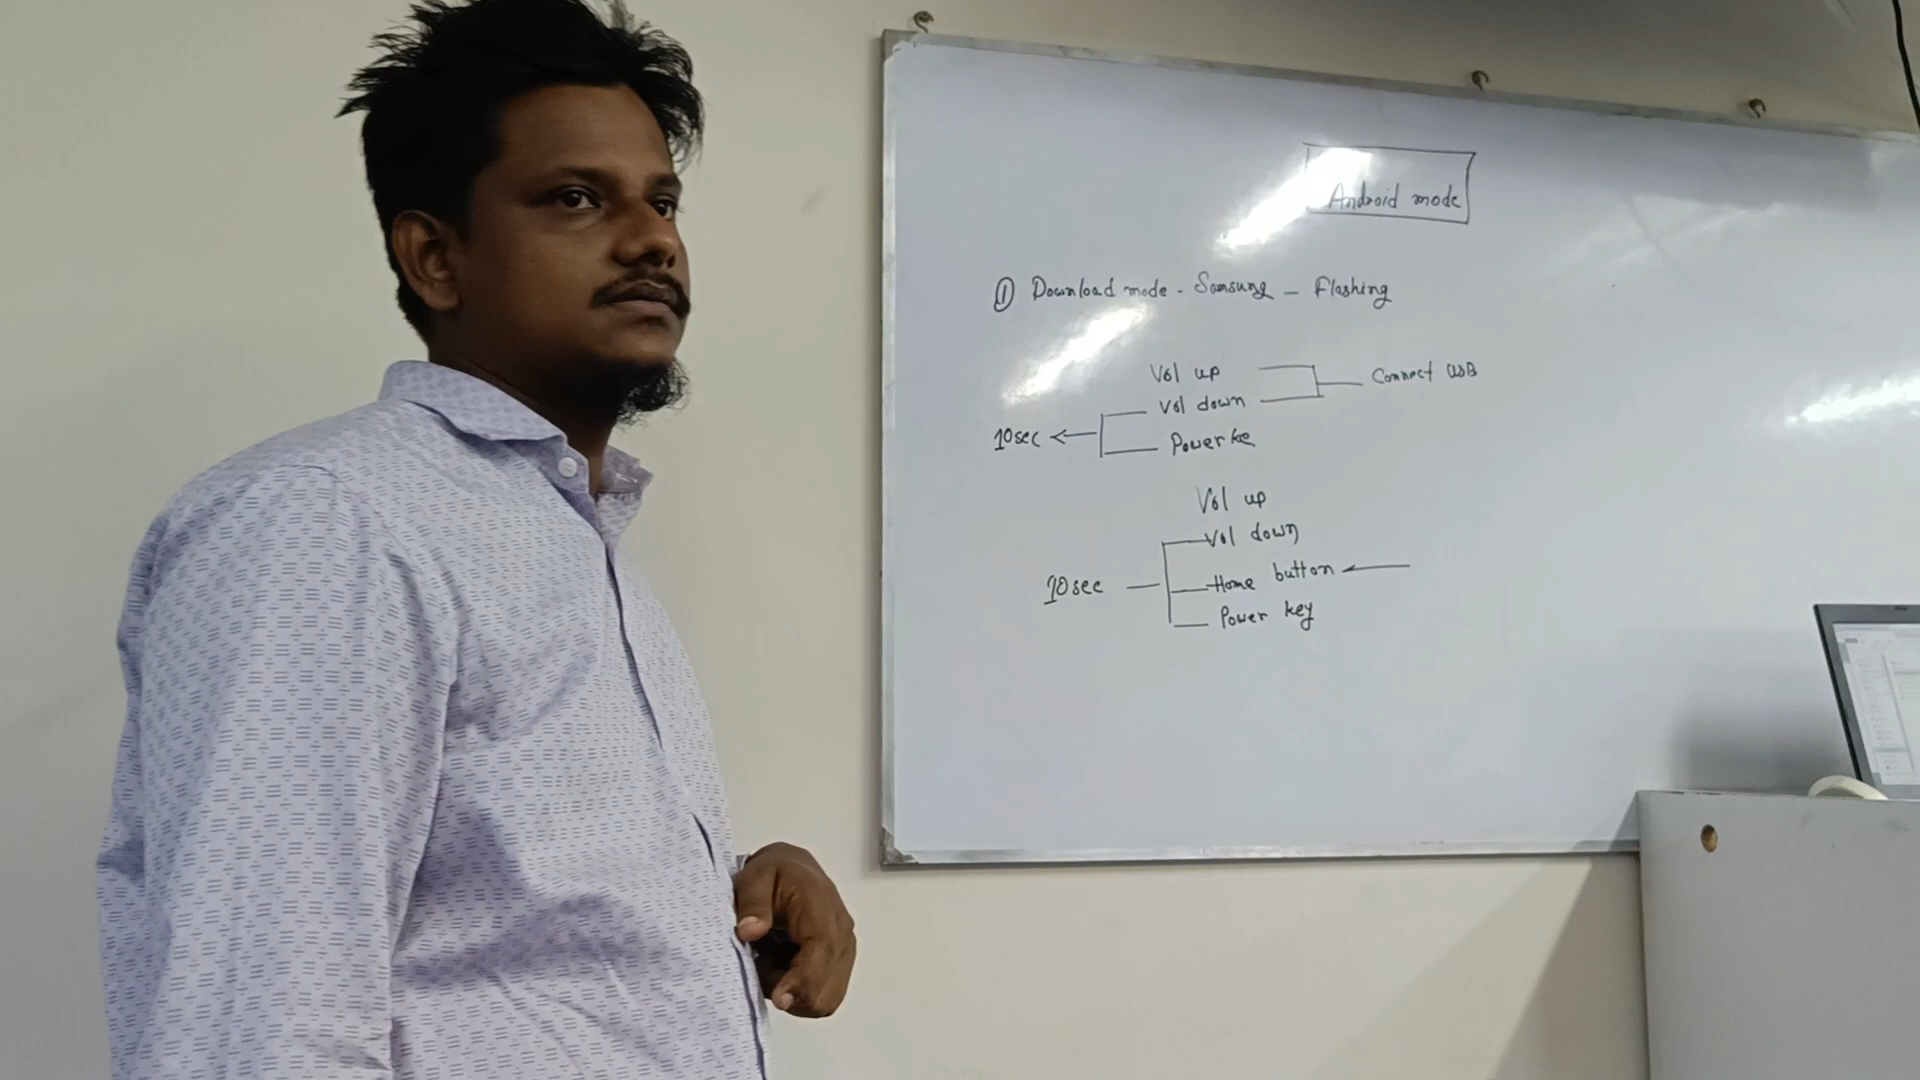 Android mode
① Download mode - Samsung - Flashing
Vol up
Connect USB
Vol down
10sec
Power ke
Vol up
Vol down
Home button
10sec
Power key